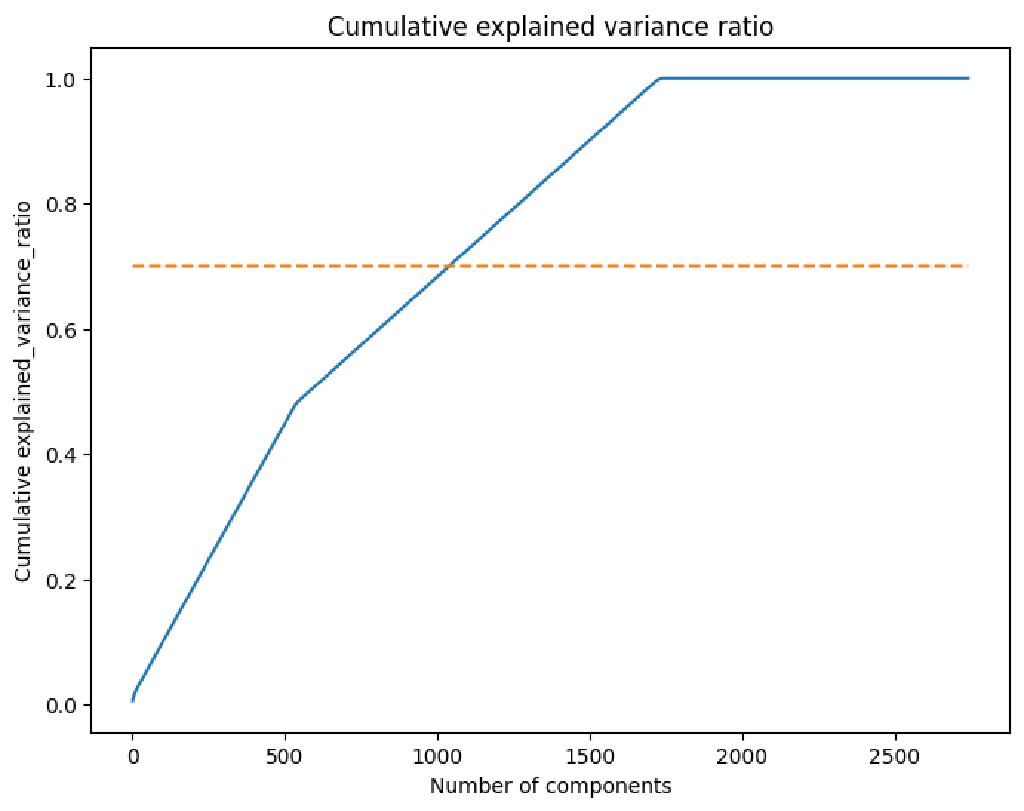 Cumulative explained variance ratio
1.0
0.8
0.6
0.4
0.2
0.0
Cumulative explained_variance_ratio
0 500 1000 1500 2000 2500
Number of components